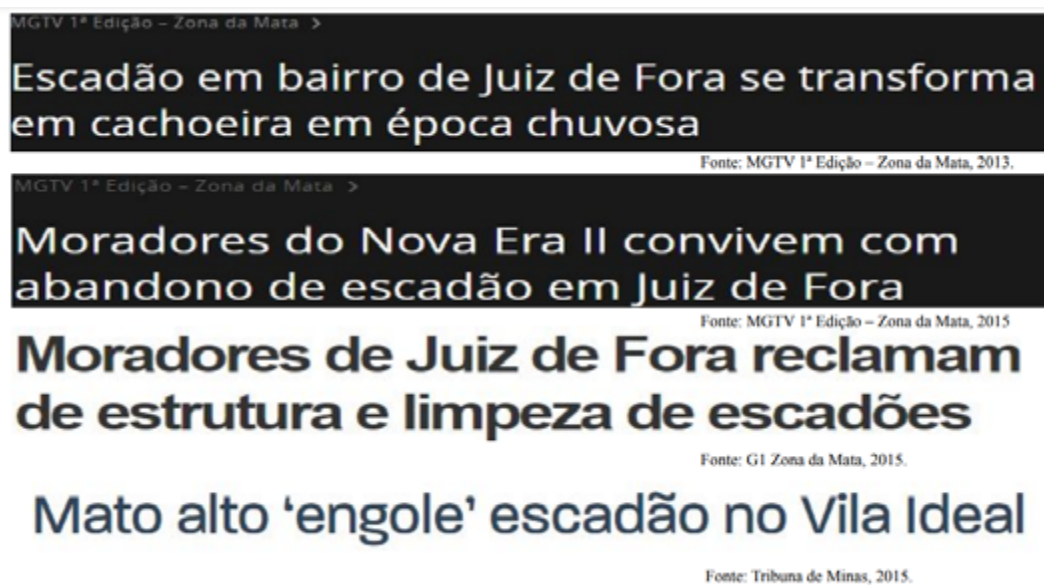 MGTV 1ª Edição – Zona da Mata >
Escadão em bairro de Juiz de Fora se transforma
em cachoeira em época chuvosa
Fonte: MGTV 1ª Edição – Zona da Mata, 2013.
MGTV 1ª Edição – Zona da Mata >
Moradores do Nova Era II convivem com
abandono de escadão em Juiz de Fora
Fonte: MGTV 1ª Edição – Zona da Mata, 2015
Moradores de Juiz de Fora reclamam
de estrutura e limpeza de escadões
Fonte: G1 Zona da Mata, 2015.
Mato alto ‘engole’ escadão no Vila Ideal
Fonte: Tribuna de Minas, 2015.